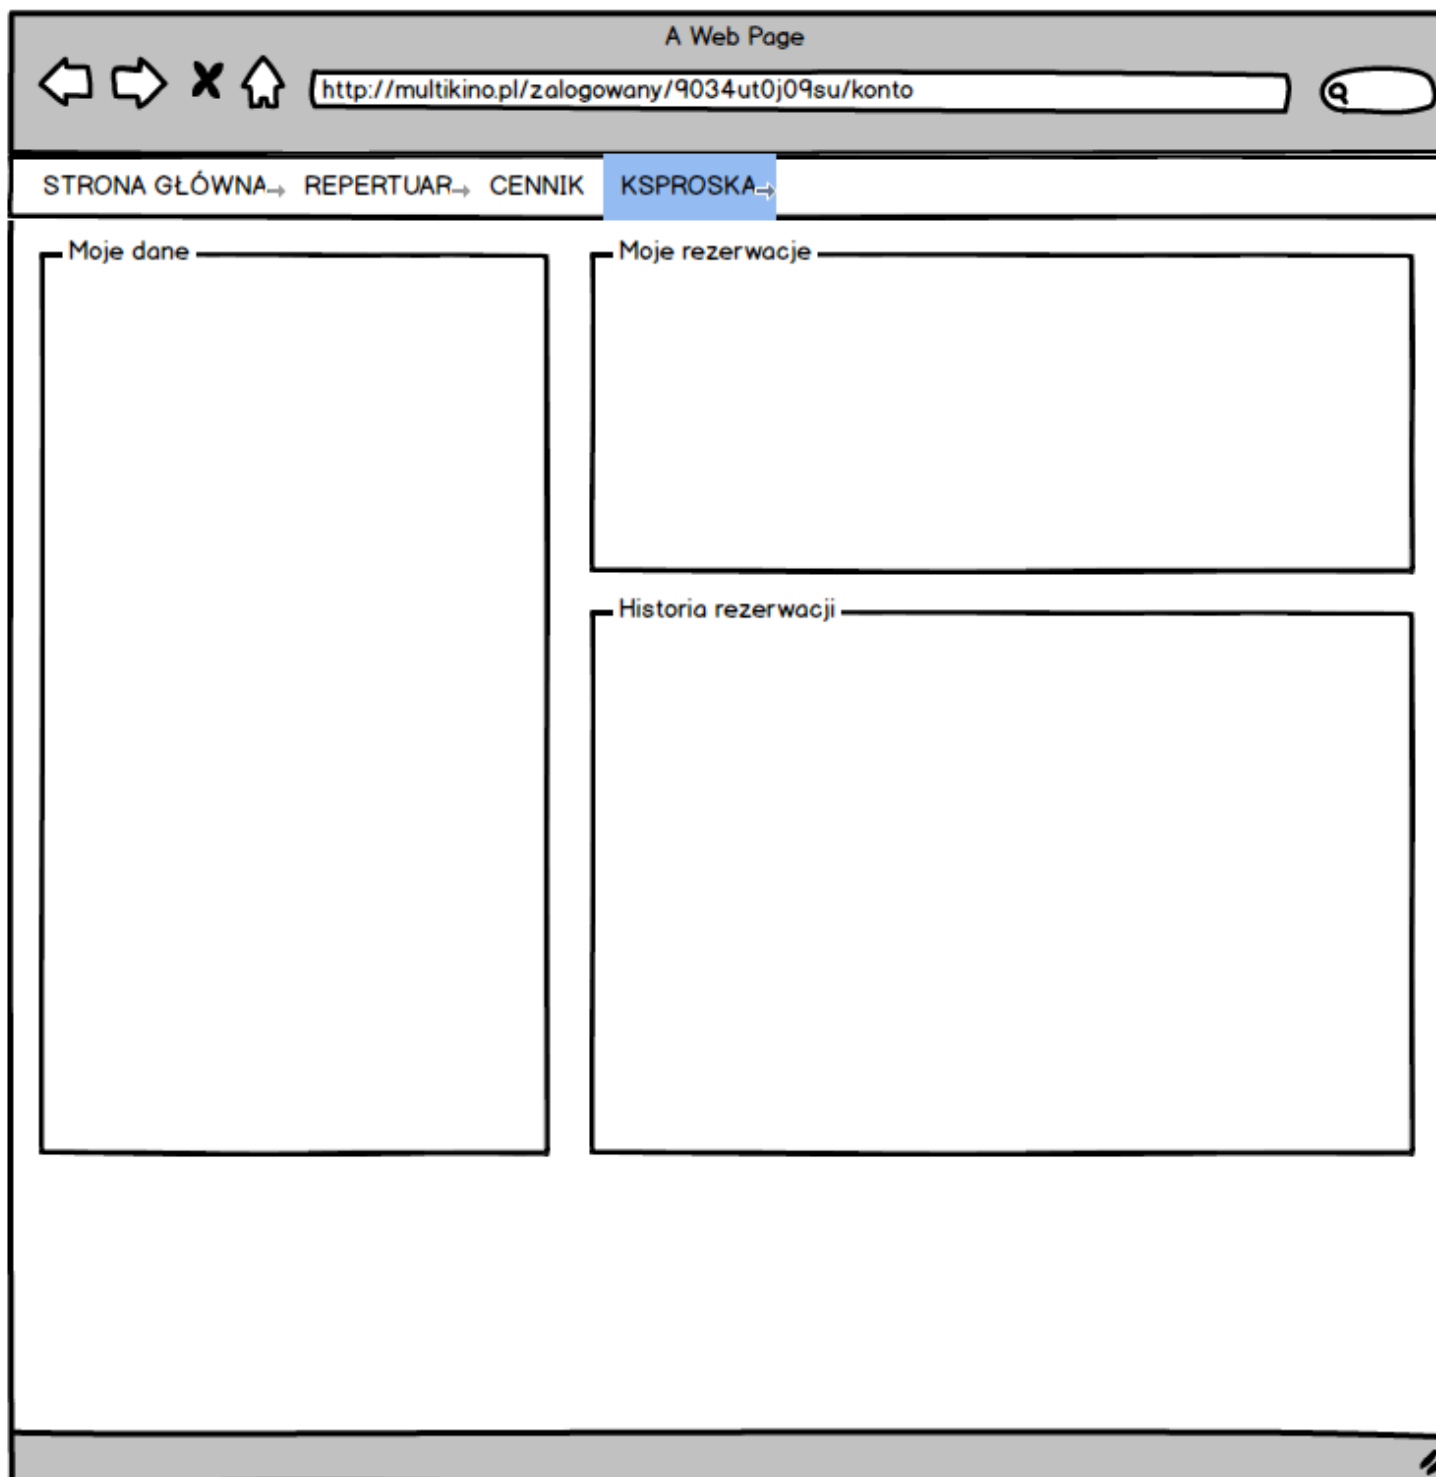 A Web Page
http://multikino.pl/zalogowany/9034ut0j09su/konto
STRONA GŁÓWNA REPERTUAR CENNIK KSPROSKA
Moje dane
Moje rezerwacje
Historia rezerwacji